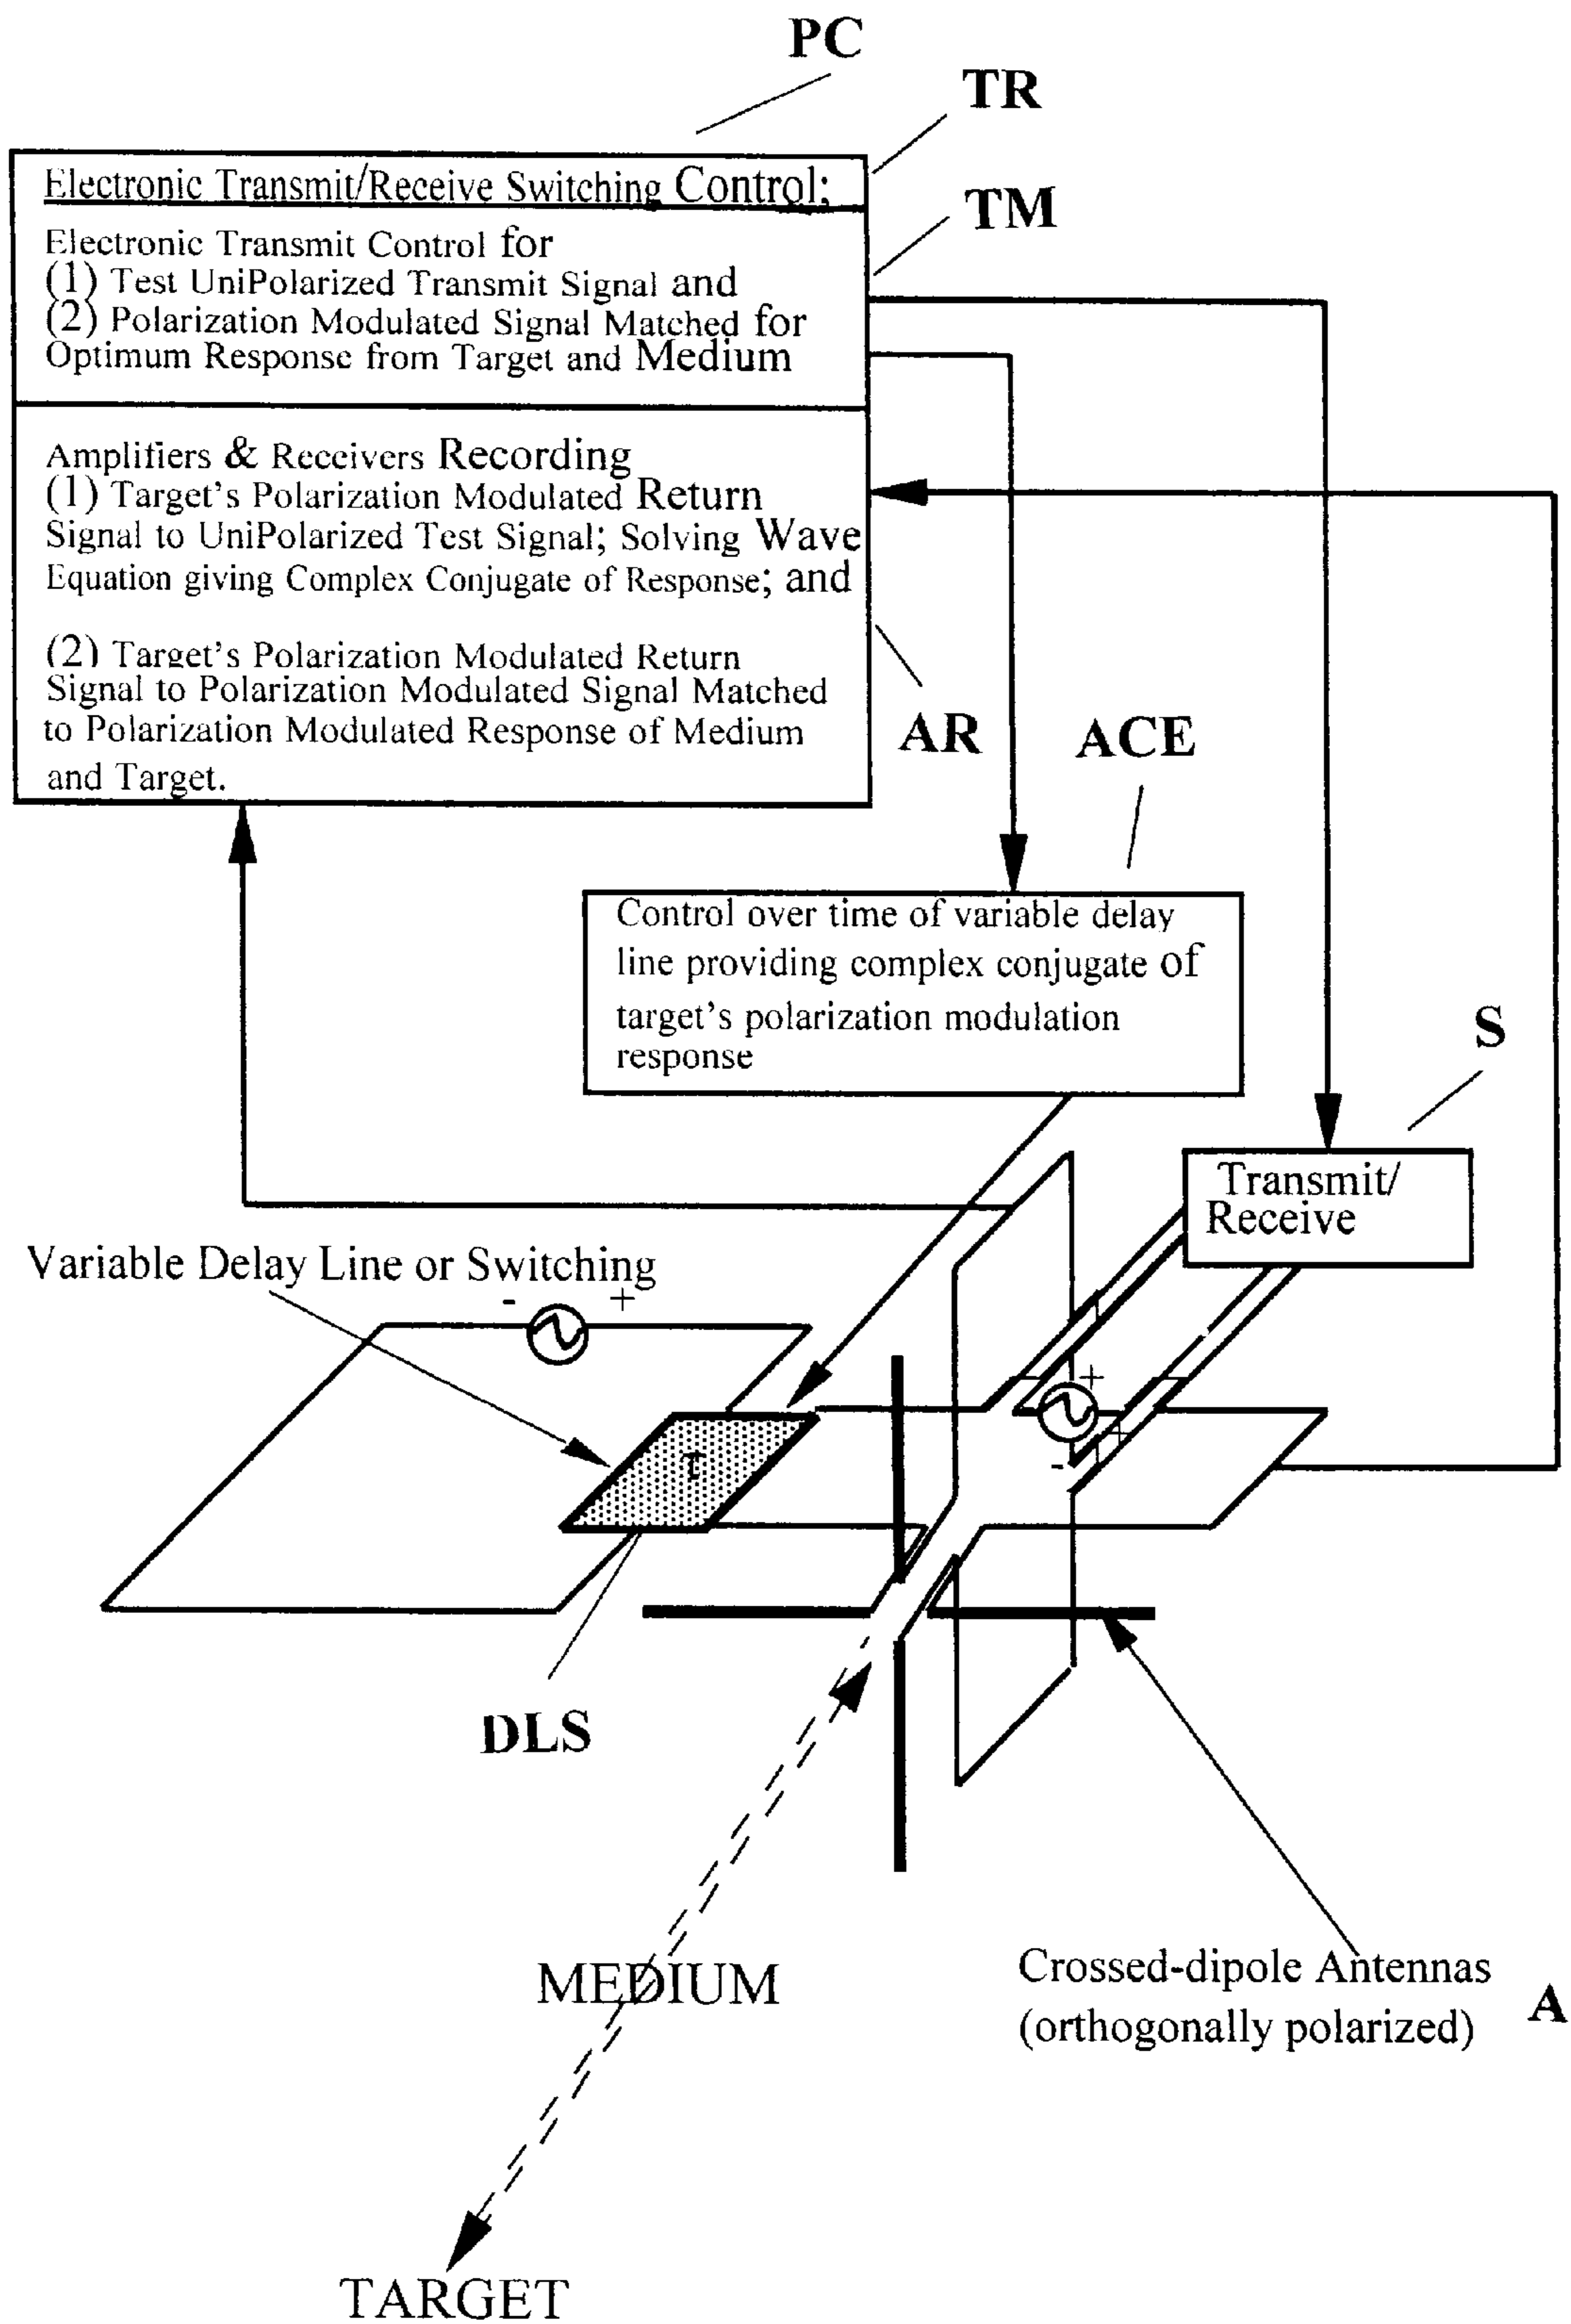 PC
TR
Electronic Transmit/Receive Switching Control;
TM
Electronic Transmit Control for
(1) Test UniPolarized Transmit Signal and
(2) Polarization Modulated Signal Matched for
Optimum Response from Target and Medium
Amplifiers & Receivers Recording
(1) Target's Polarization Modulated Return
Signal to UniPolarized Test Signal; Solving Wave
Equation giving Complex Conjugate of Response; and
(2) Target's Polarization Modulated Return
Signal to Polarization Modulated Signal Matched
to Polarization Modulated Response of Medium
and Target.
AR
ACE
Control over time of variable delay
line providing complex conjugate of
target's polarization modulation
response
S
Transmit/
Receive
Variable Delay Line or Switching
- +
+
τ
+
-
DLS
MEDIUM
Crossed-dipole Antennas
(orthogonally polarized)
A
TARGET